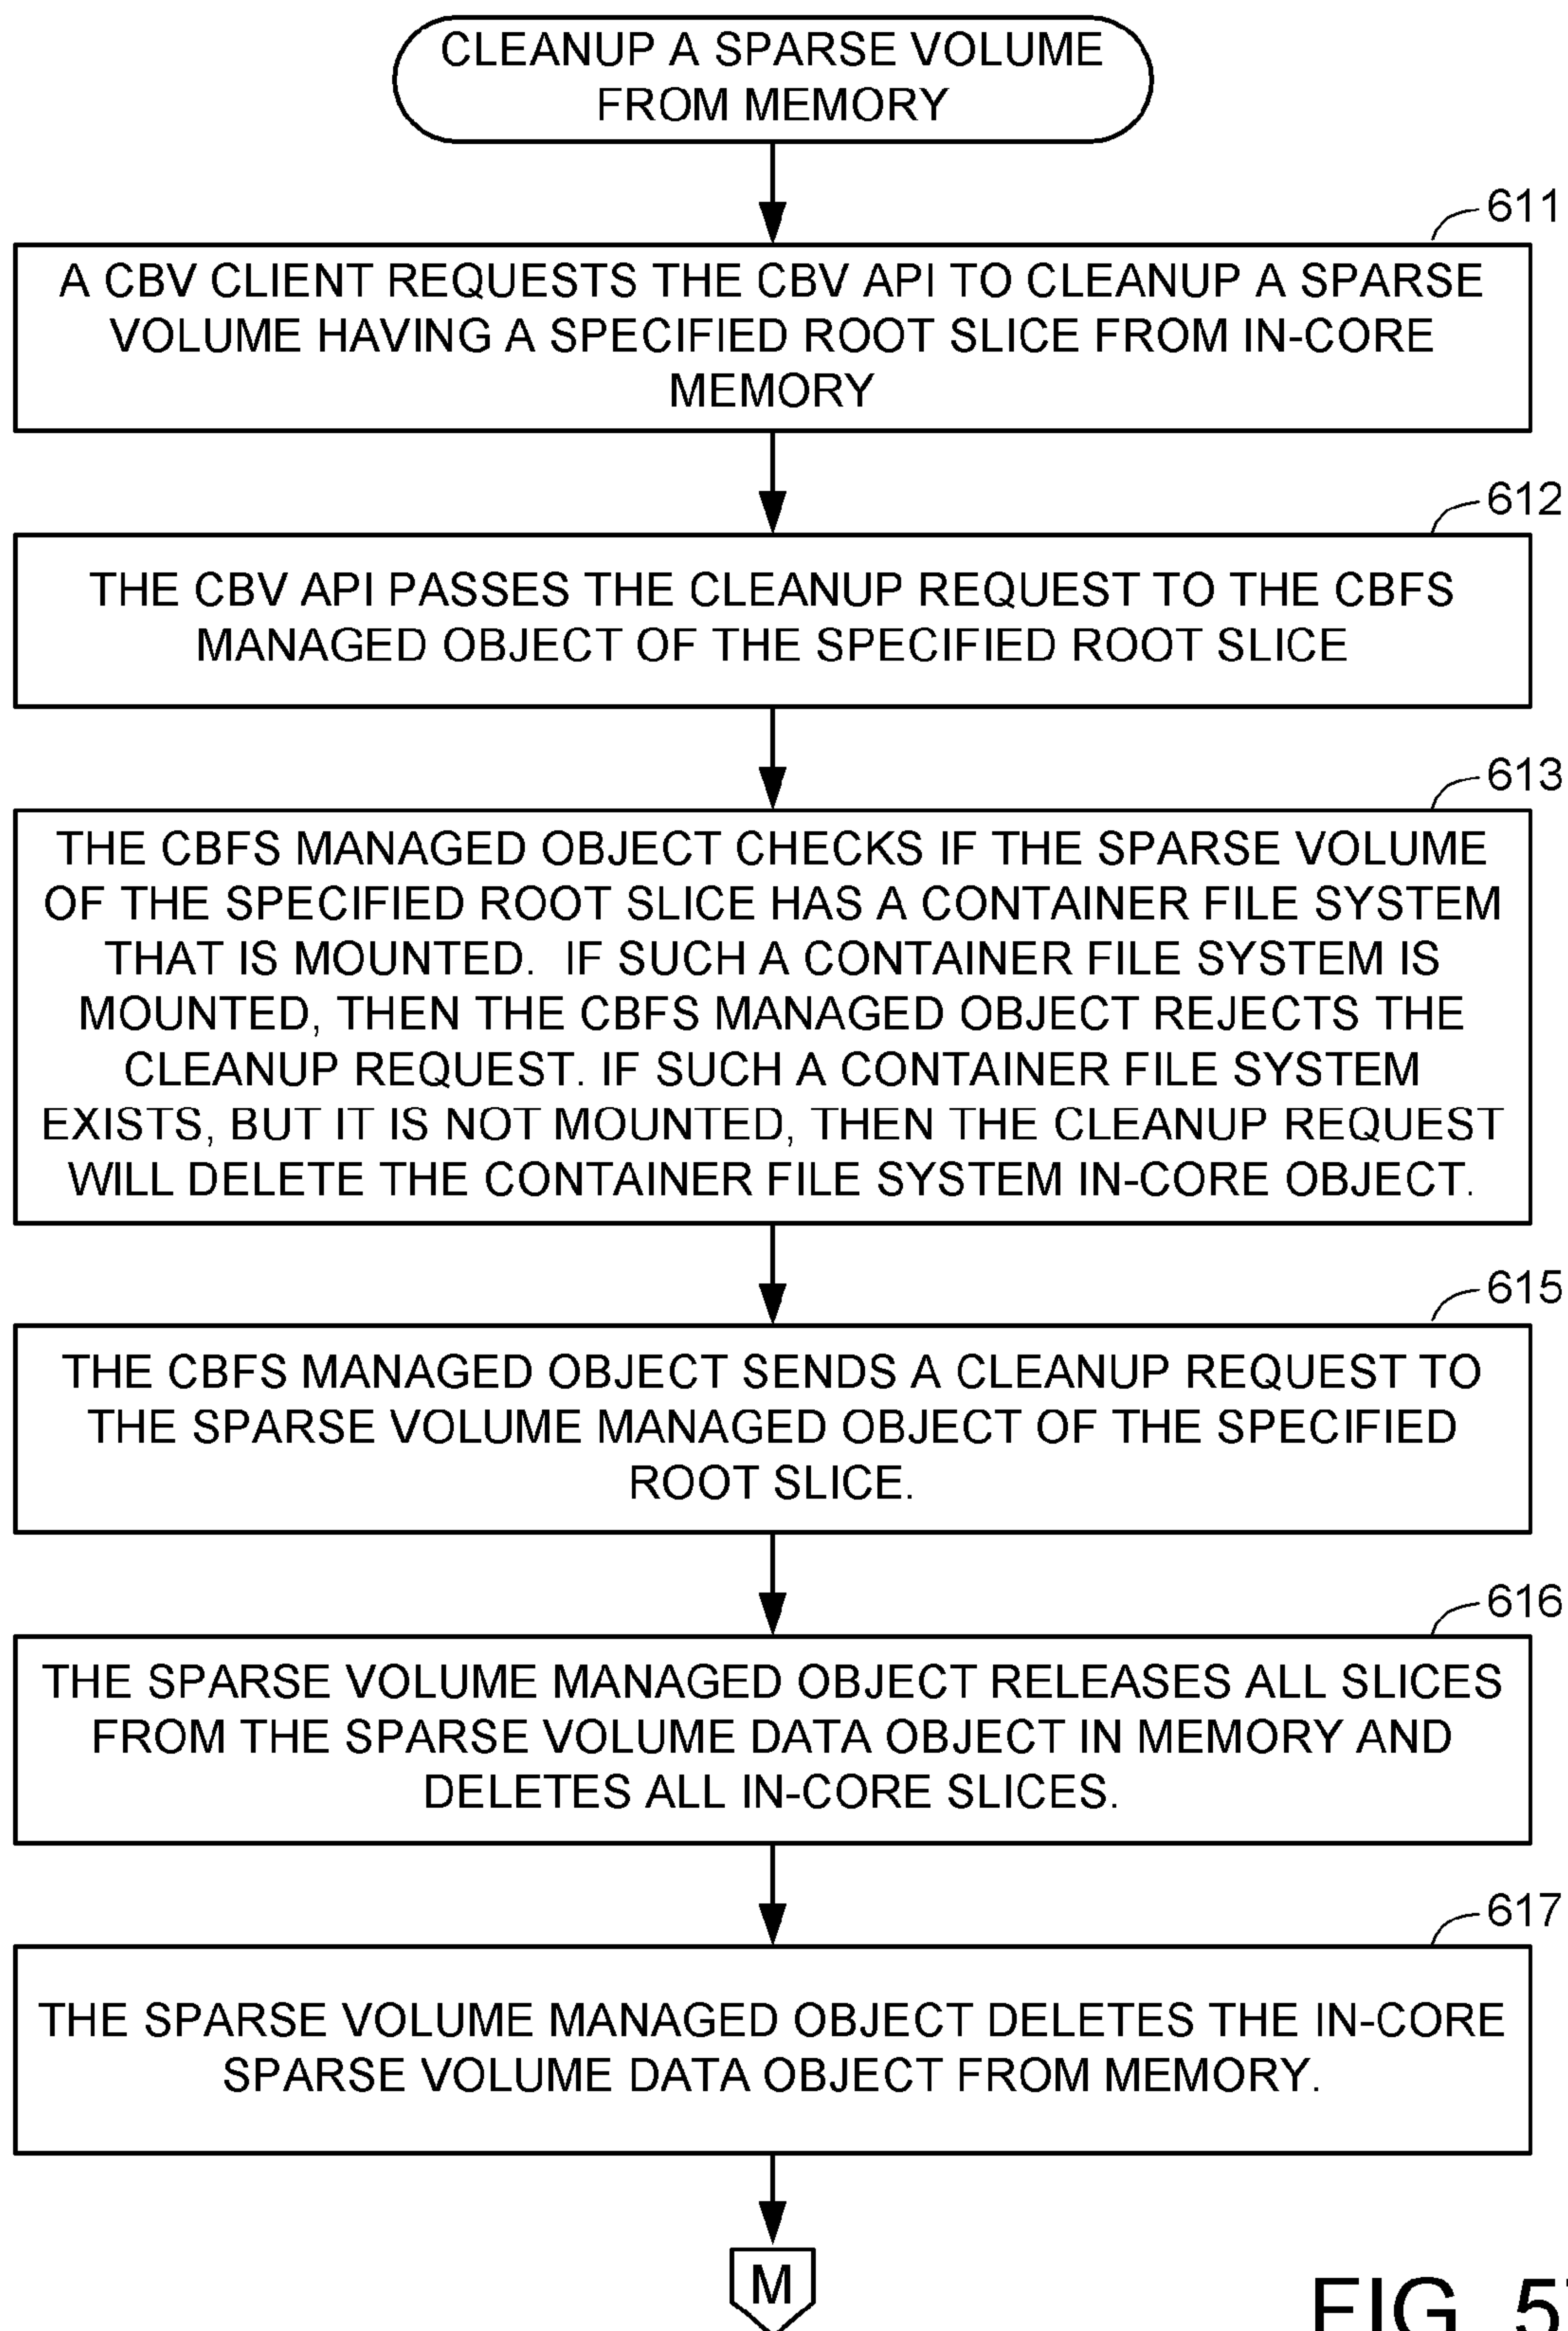 CLEANUP A SPARSE VOLUME
FROM MEMORY
611
A CBV CLIENT REQUESTS THE CBV API TO CLEANUP A SPARSE
VOLUME HAVING A SPECIFIED ROOT SLICE FROM IN-CORE
MEMORY
612
THE CBV API PASSES THE CLEANUP REQUEST TO THE CBFS
MANAGED OBJECT OF THE SPECIFIED ROOT SLICE
613
THE CBFS MANAGED OBJECT CHECKS IF THE SPARSE VOLUME
OF THE SPECIFIED ROOT SLICE HAS A CONTAINER FILE SYSTEM
THAT IS MOUNTED. IF SUCH A CONTAINER FILE SYSTEM IS
MOUNTED, THEN THE CBFS MANAGED OBJECT REJECTS THE
CLEANUP REQUEST. IF SUCH A CONTAINER FILE SYSTEM
EXISTS, BUT IT IS NOT MOUNTED, THEN THE CLEANUP REQUEST
WILL DELETE THE CONTAINER FILE SYSTEM IN-CORE OBJECT.
615
THE CBFS MANAGED OBJECT SENDS A CLEANUP REQUEST TO
THE SPARSE VOLUME MANAGED OBJECT OF THE SPECIFIED
ROOT SLICE.
616
THE SPARSE VOLUME MANAGED OBJECT RELEASES ALL SLICES
FROM THE SPARSE VOLUME DATA OBJECT IN MEMORY AND
DELETES ALL IN-CORE SLICES.
617
THE SPARSE VOLUME MANAGED OBJECT DELETES THE IN-CORE
SPARSE VOLUME DATA OBJECT FROM MEMORY.
M
FIG. 5